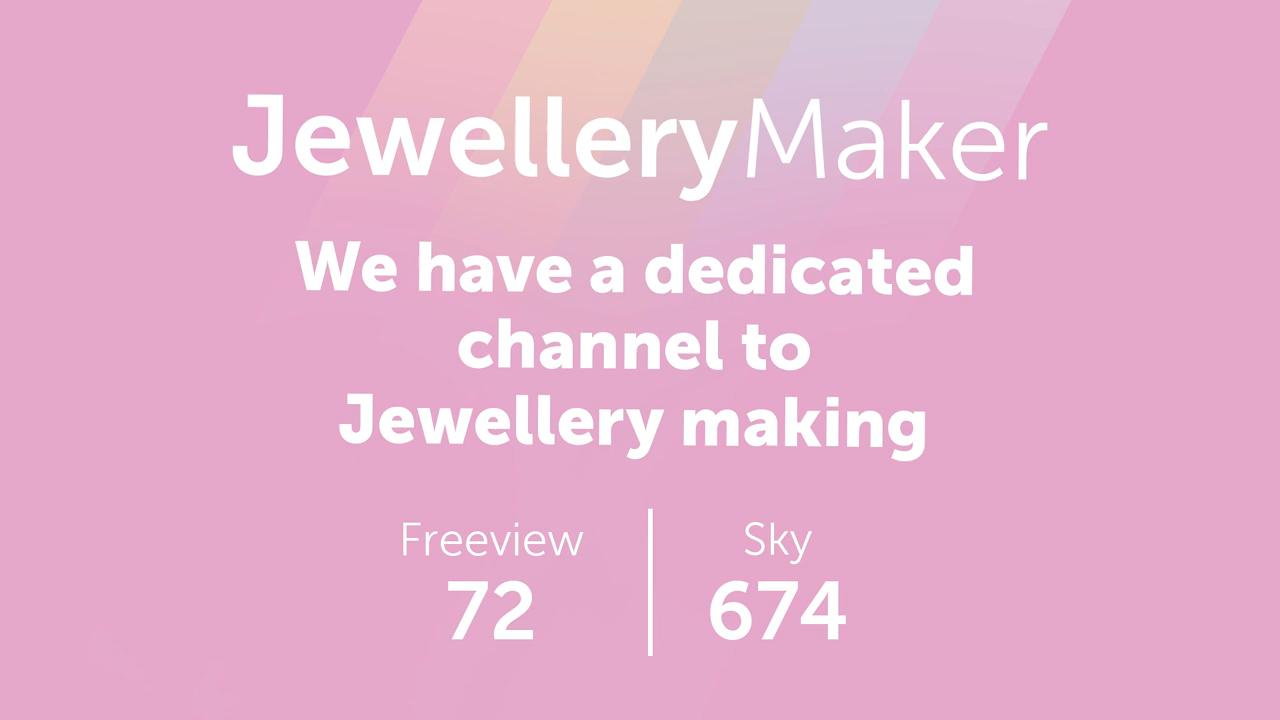 JewelleryMaker
We have a dedicated
channel to
Jewellery making
Freeview
72
Sky
674